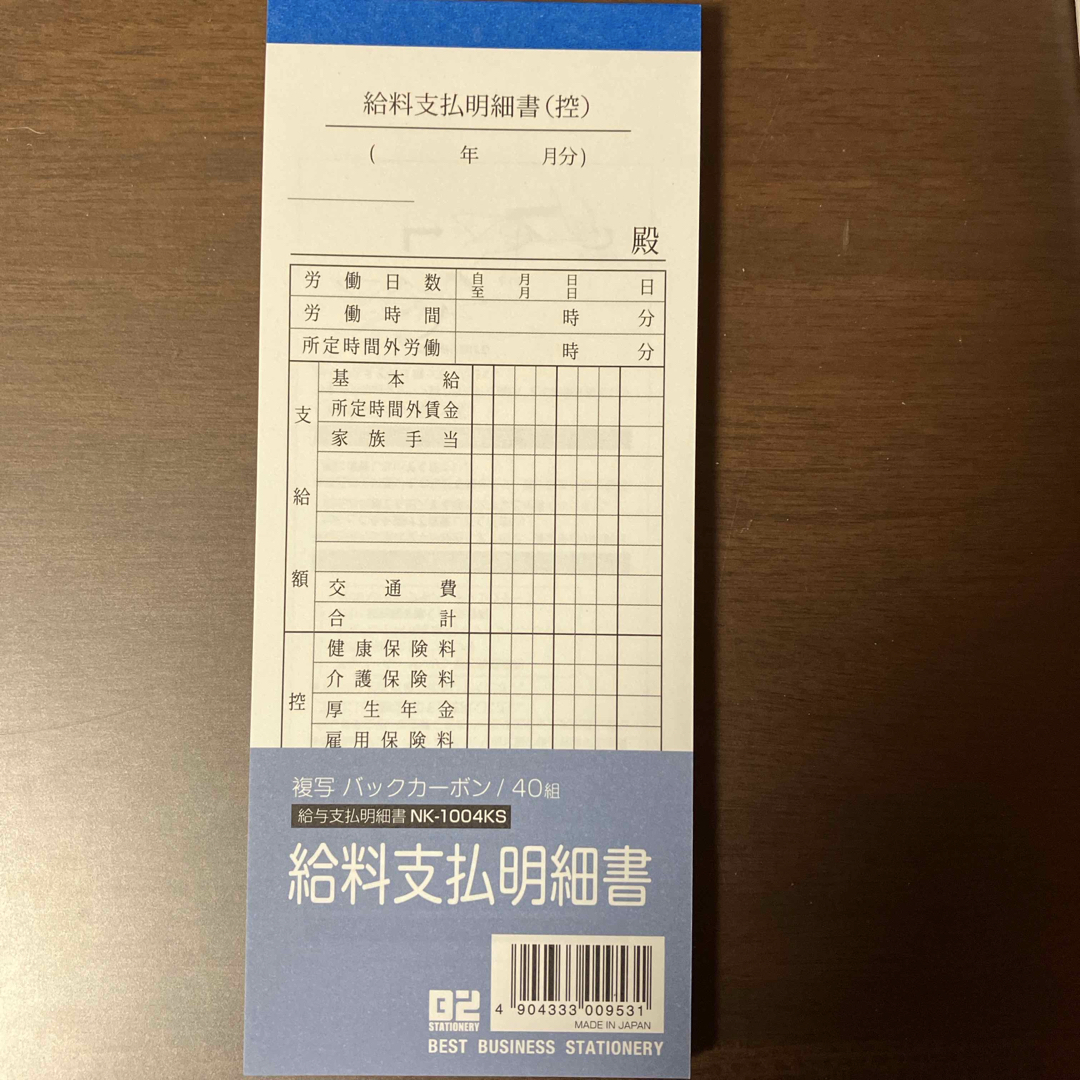 給料支払明細書(控)
( 年 月分)
殿
労働日数 自 月 日 日
至 月 日
労働時間 時 分
所定時間外労働 時 分
支給額
基本給
所定時間外賃金
家族手当
交通費
合計
控
健康保険料
介護保険料
厚生年金
雇用保険料
複写 バックカーボン/40組
給与支払明細書 NK-1004KS
給料支払明細書
B2
STATIONERY
4 904333 009531
MADE IN JAPAN
BEST BUSINESS STATIONERY